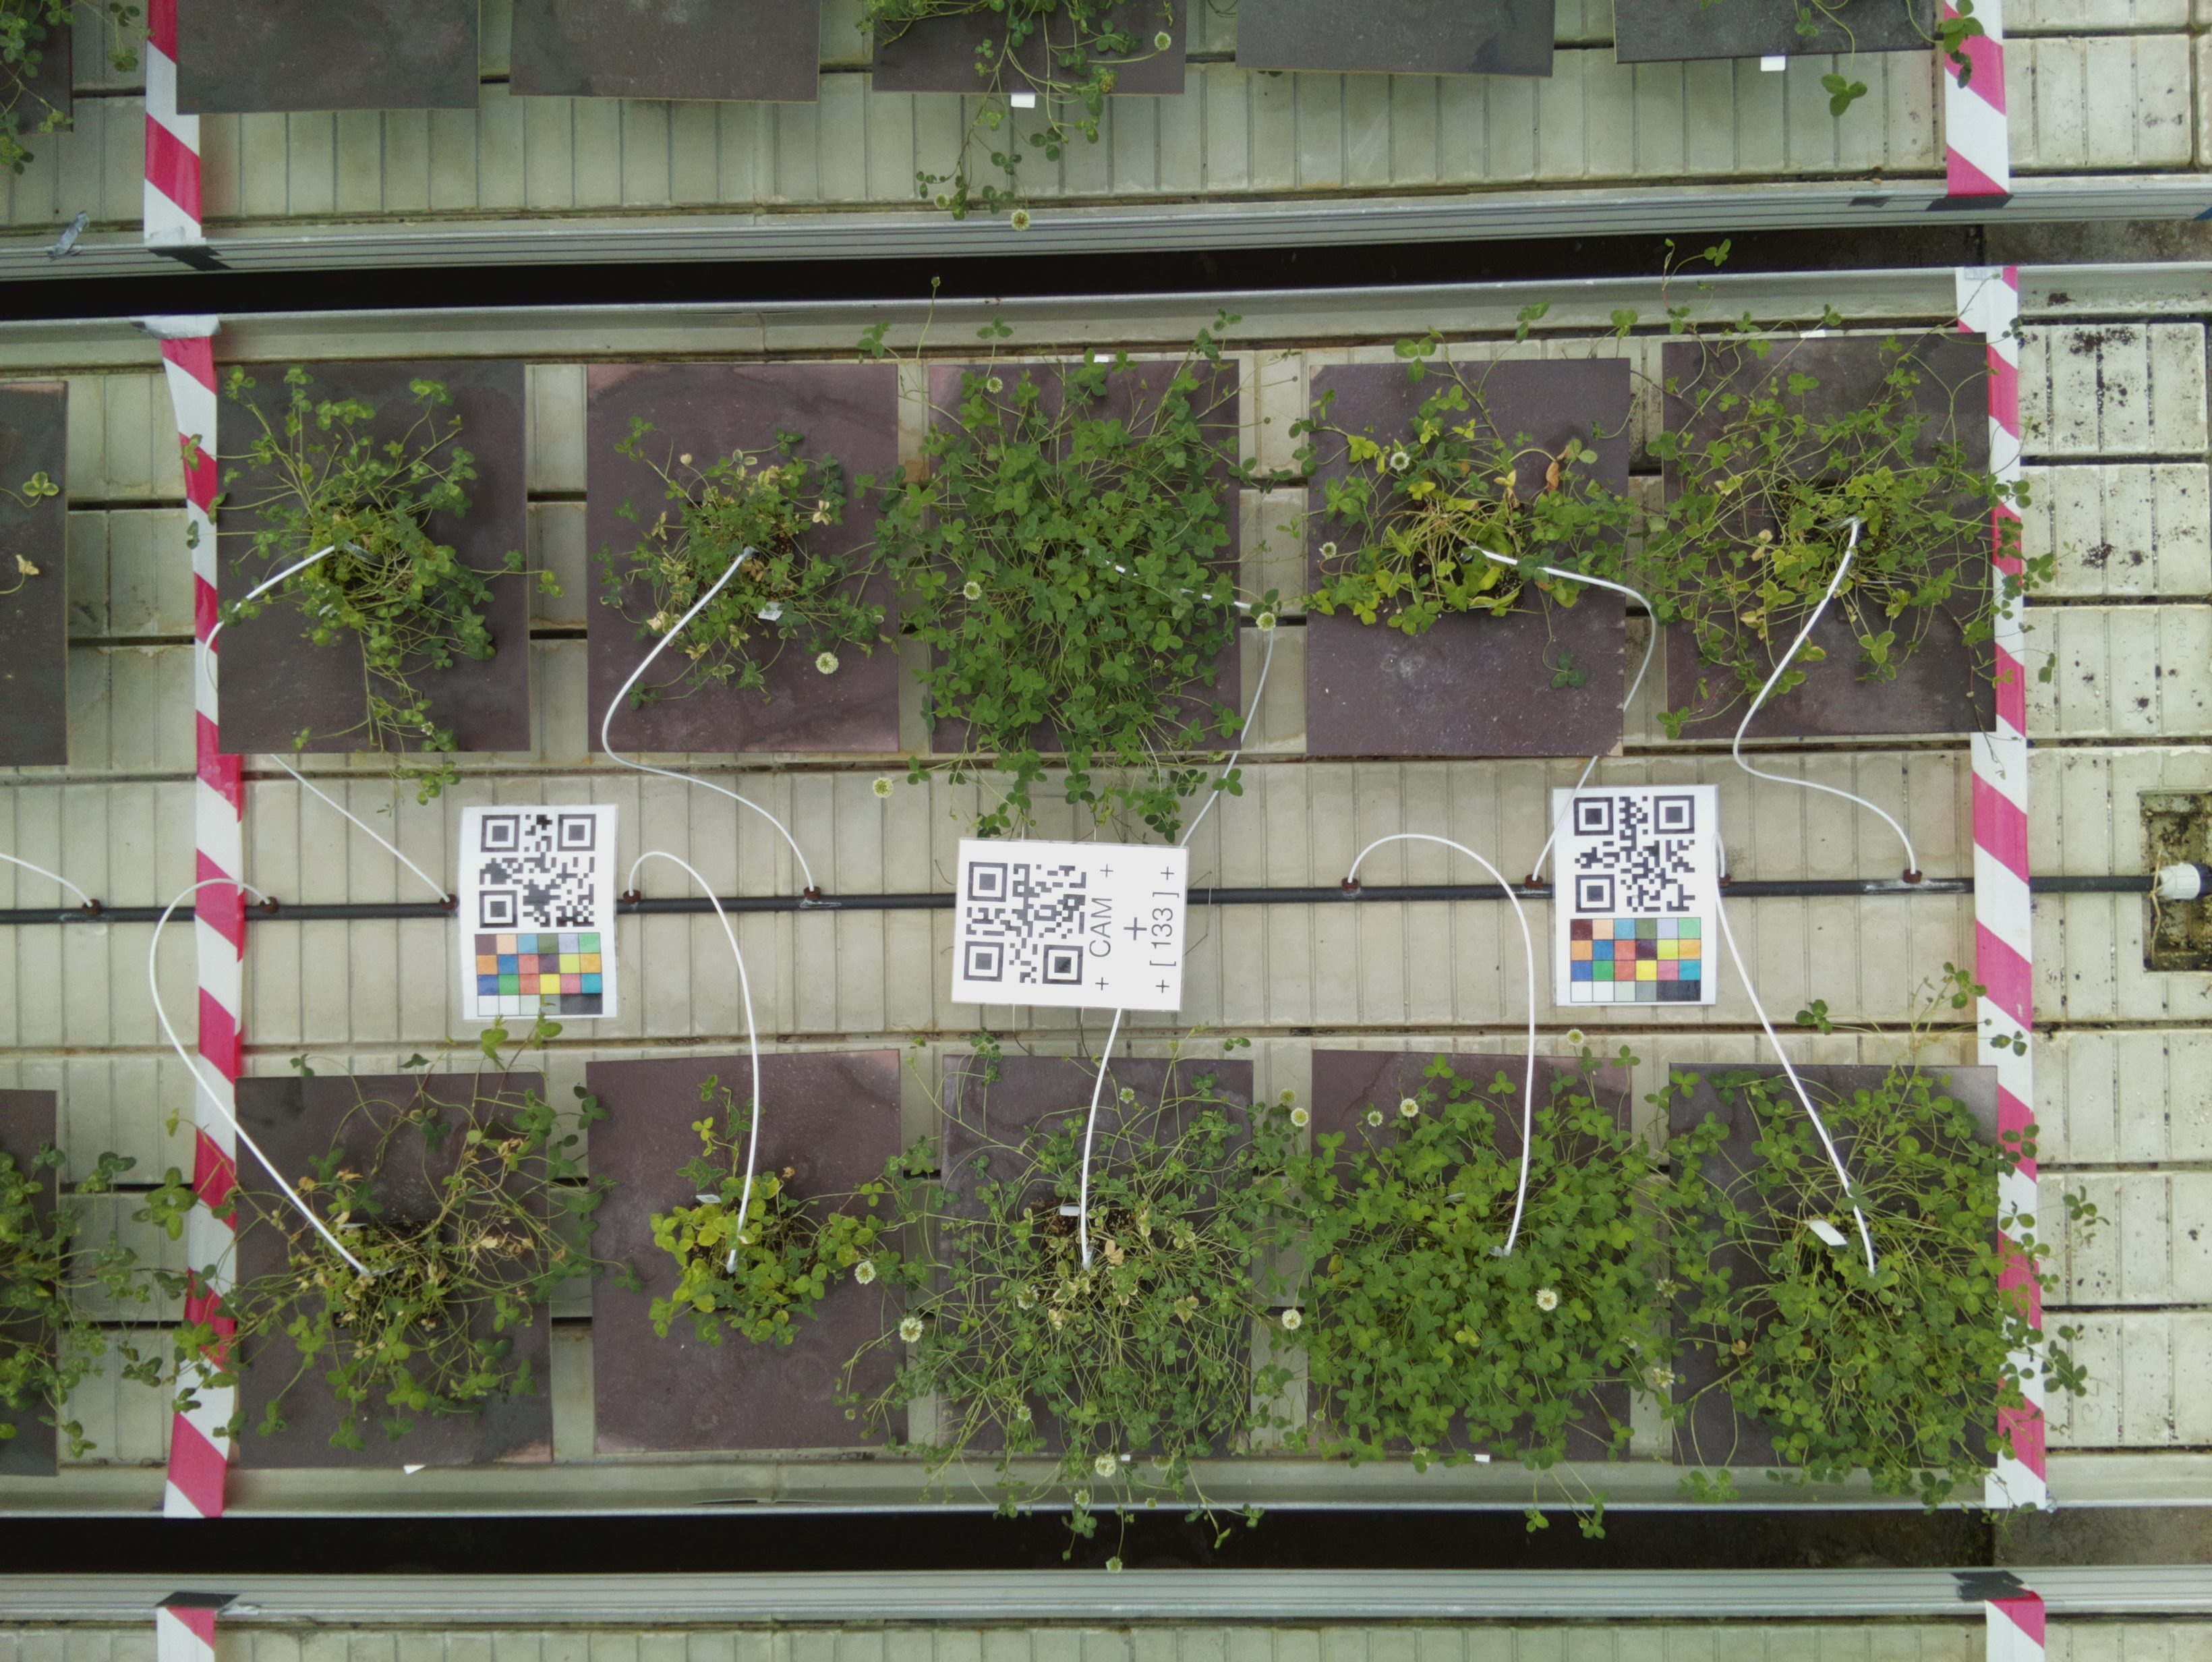 + CAM +
+
+ [ 133 ] +